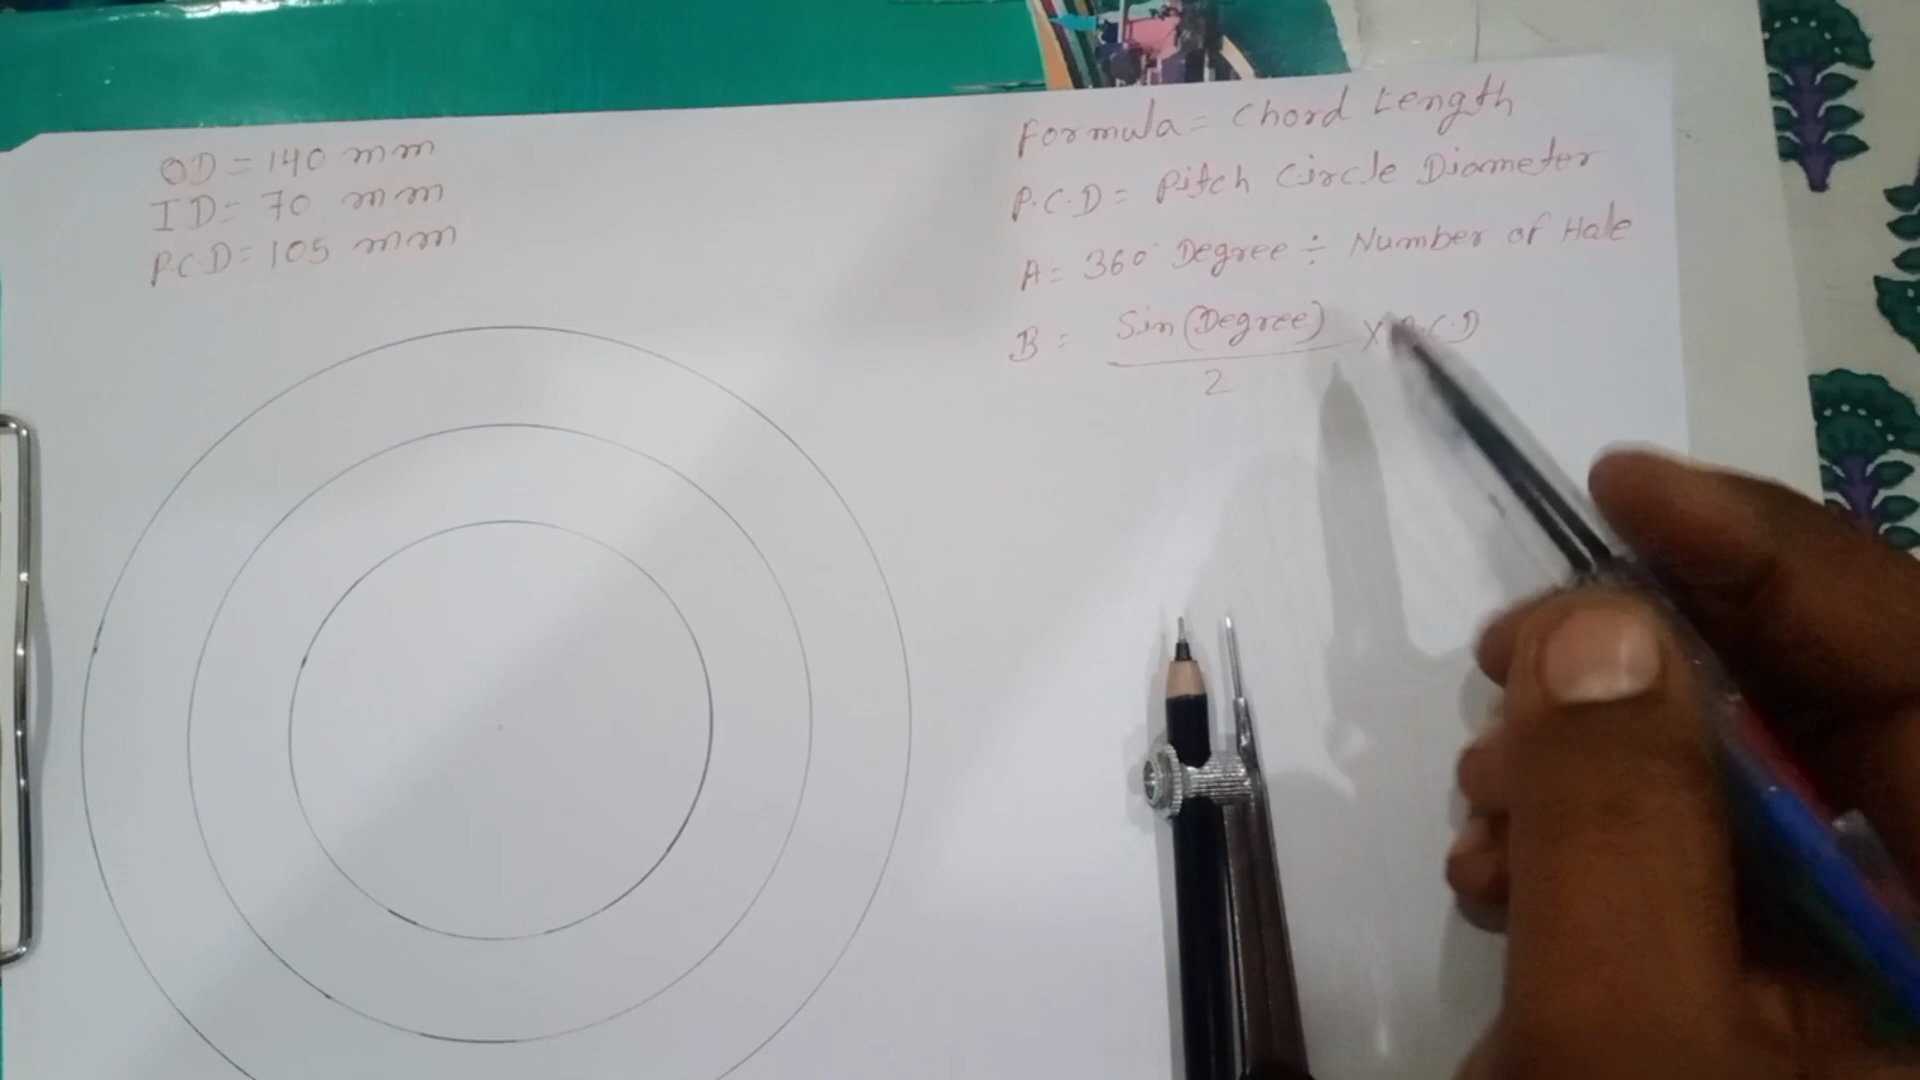 OD = 140 mm
ID = 70 mm
P.C.D = 105 mm
Formula = Chord Length
P.C.D = Pitch Circle Diameter
A = 360° Degree ÷ Number of Hole
B = Sin (Degree) × P.C.D
2